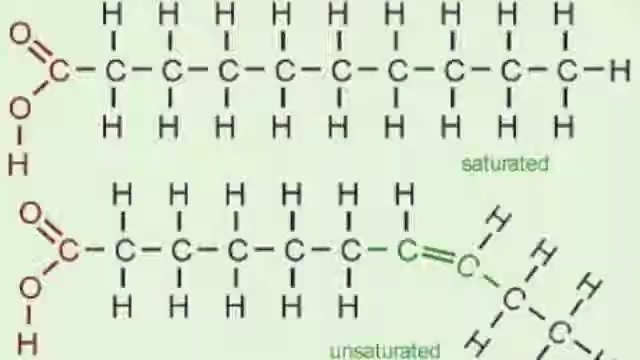 H H H H H H H H H
O
C – C – C – C – C – C – C – C – C – C – H
O
H H H H H H H H H
H
saturated
H H H H H H
O
H
C – C – C – C – C – C – C = C
H
O
H
C
H H H H H
C
H
H
unsaturated